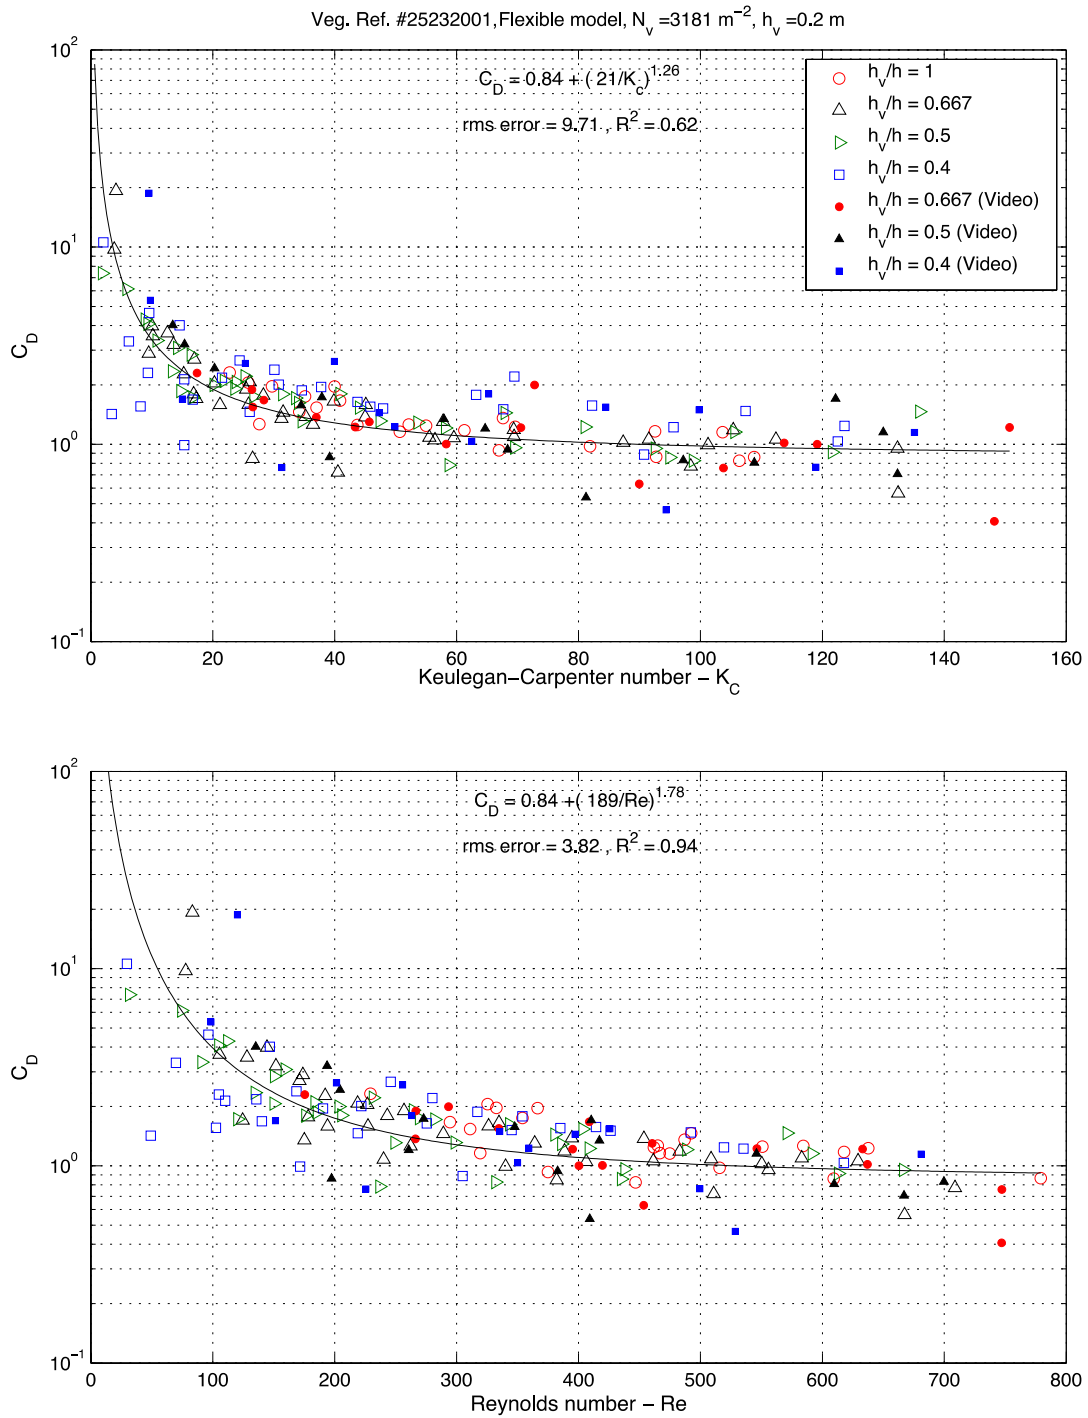 Veg. Ref. #25232001, Flexible model, N_v =3181 m^−2, h_v =0.2 m
C_D = 0.84 + ( 21/K_c)^1.26
rms error = 9.71 , R^2 = 0.62
h_v/h = 1
h_v/h = 0.667
h_v/h = 0.5
h_v/h = 0.4
h_v/h = 0.667 (Video)
h_v/h = 0.5 (Video)
h_v/h = 0.4 (Video)
10^2
10^1
10^0
10^−1
C_D
0 20 40 60 80 100 120 140 160
Keulegan−Carpenter number − K_C
C_D = 0.84 +( 189/Re)^1.78
rms error = 3.82 , R^2 = 0.94
10^2
10^1
10^0
10^−1
C_D
0 100 200 300 400 500 600 700 800
Reynolds number − Re